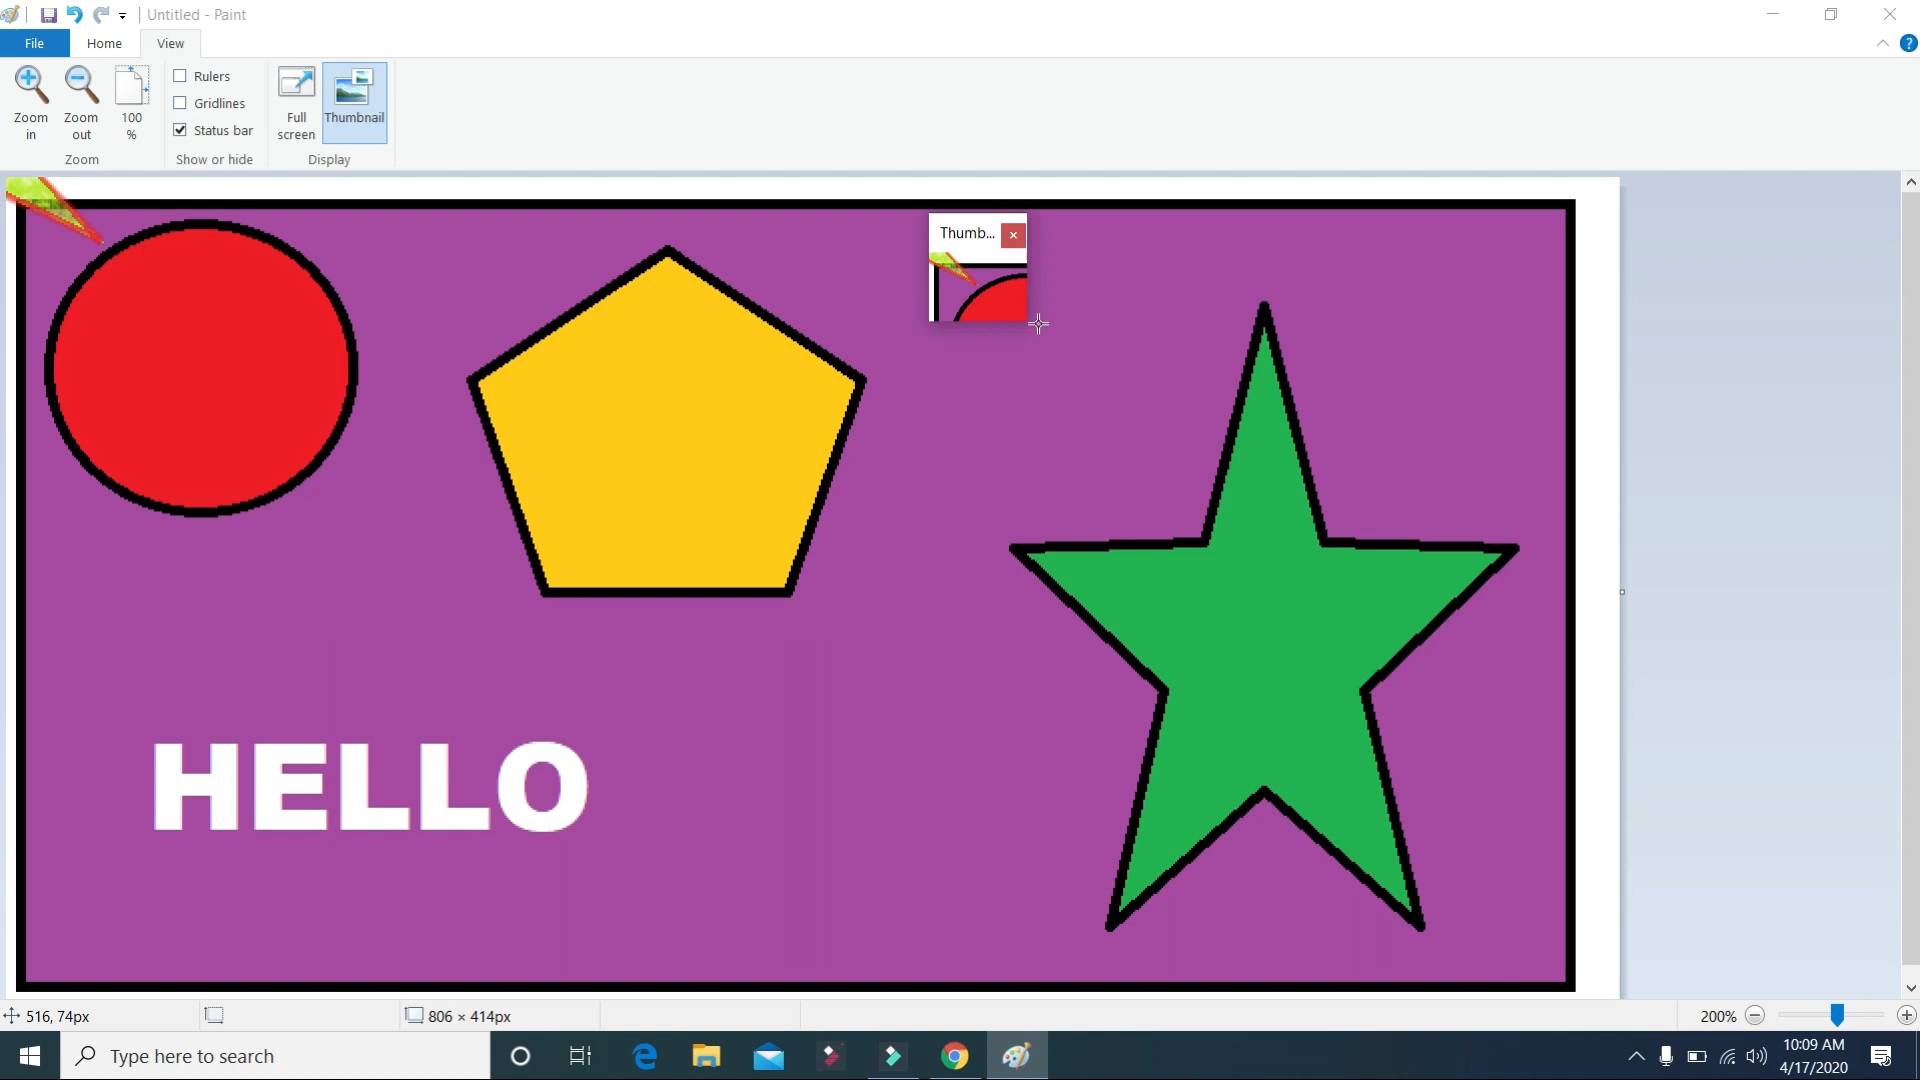 Untitled - Paint
File Home View
Zoom in
Zoom out
100 %
Rulers
Gridlines
Status bar
Full screen
Thumbnail
Zoom
Show or hide
Display
Thumb...
HELLO
516, 74px
806 × 414px
200%
Type here to search
10:09 AM
4/17/2020